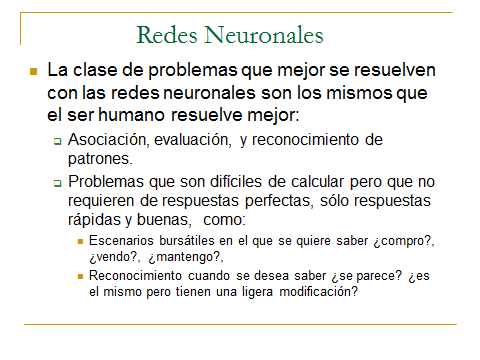 Redes Neuronales
La clase de problemas que mejor se resuelven
con las redes neuronales son los mismos que
el ser humano resuelve mejor:
Asociación, evaluación, y reconocimiento de
patrones.
Problemas que son difíciles de calcular pero que no
requieren de respuestas perfectas, sólo respuestas
rápidas y buenas, como:
Escenarios bursátiles en el que se quiere saber ¿compro?,
¿vendo?, ¿mantengo?,
Reconocimiento cuando se desea saber ¿se parece? ¿es
el mismo pero tienen una ligera modificación?